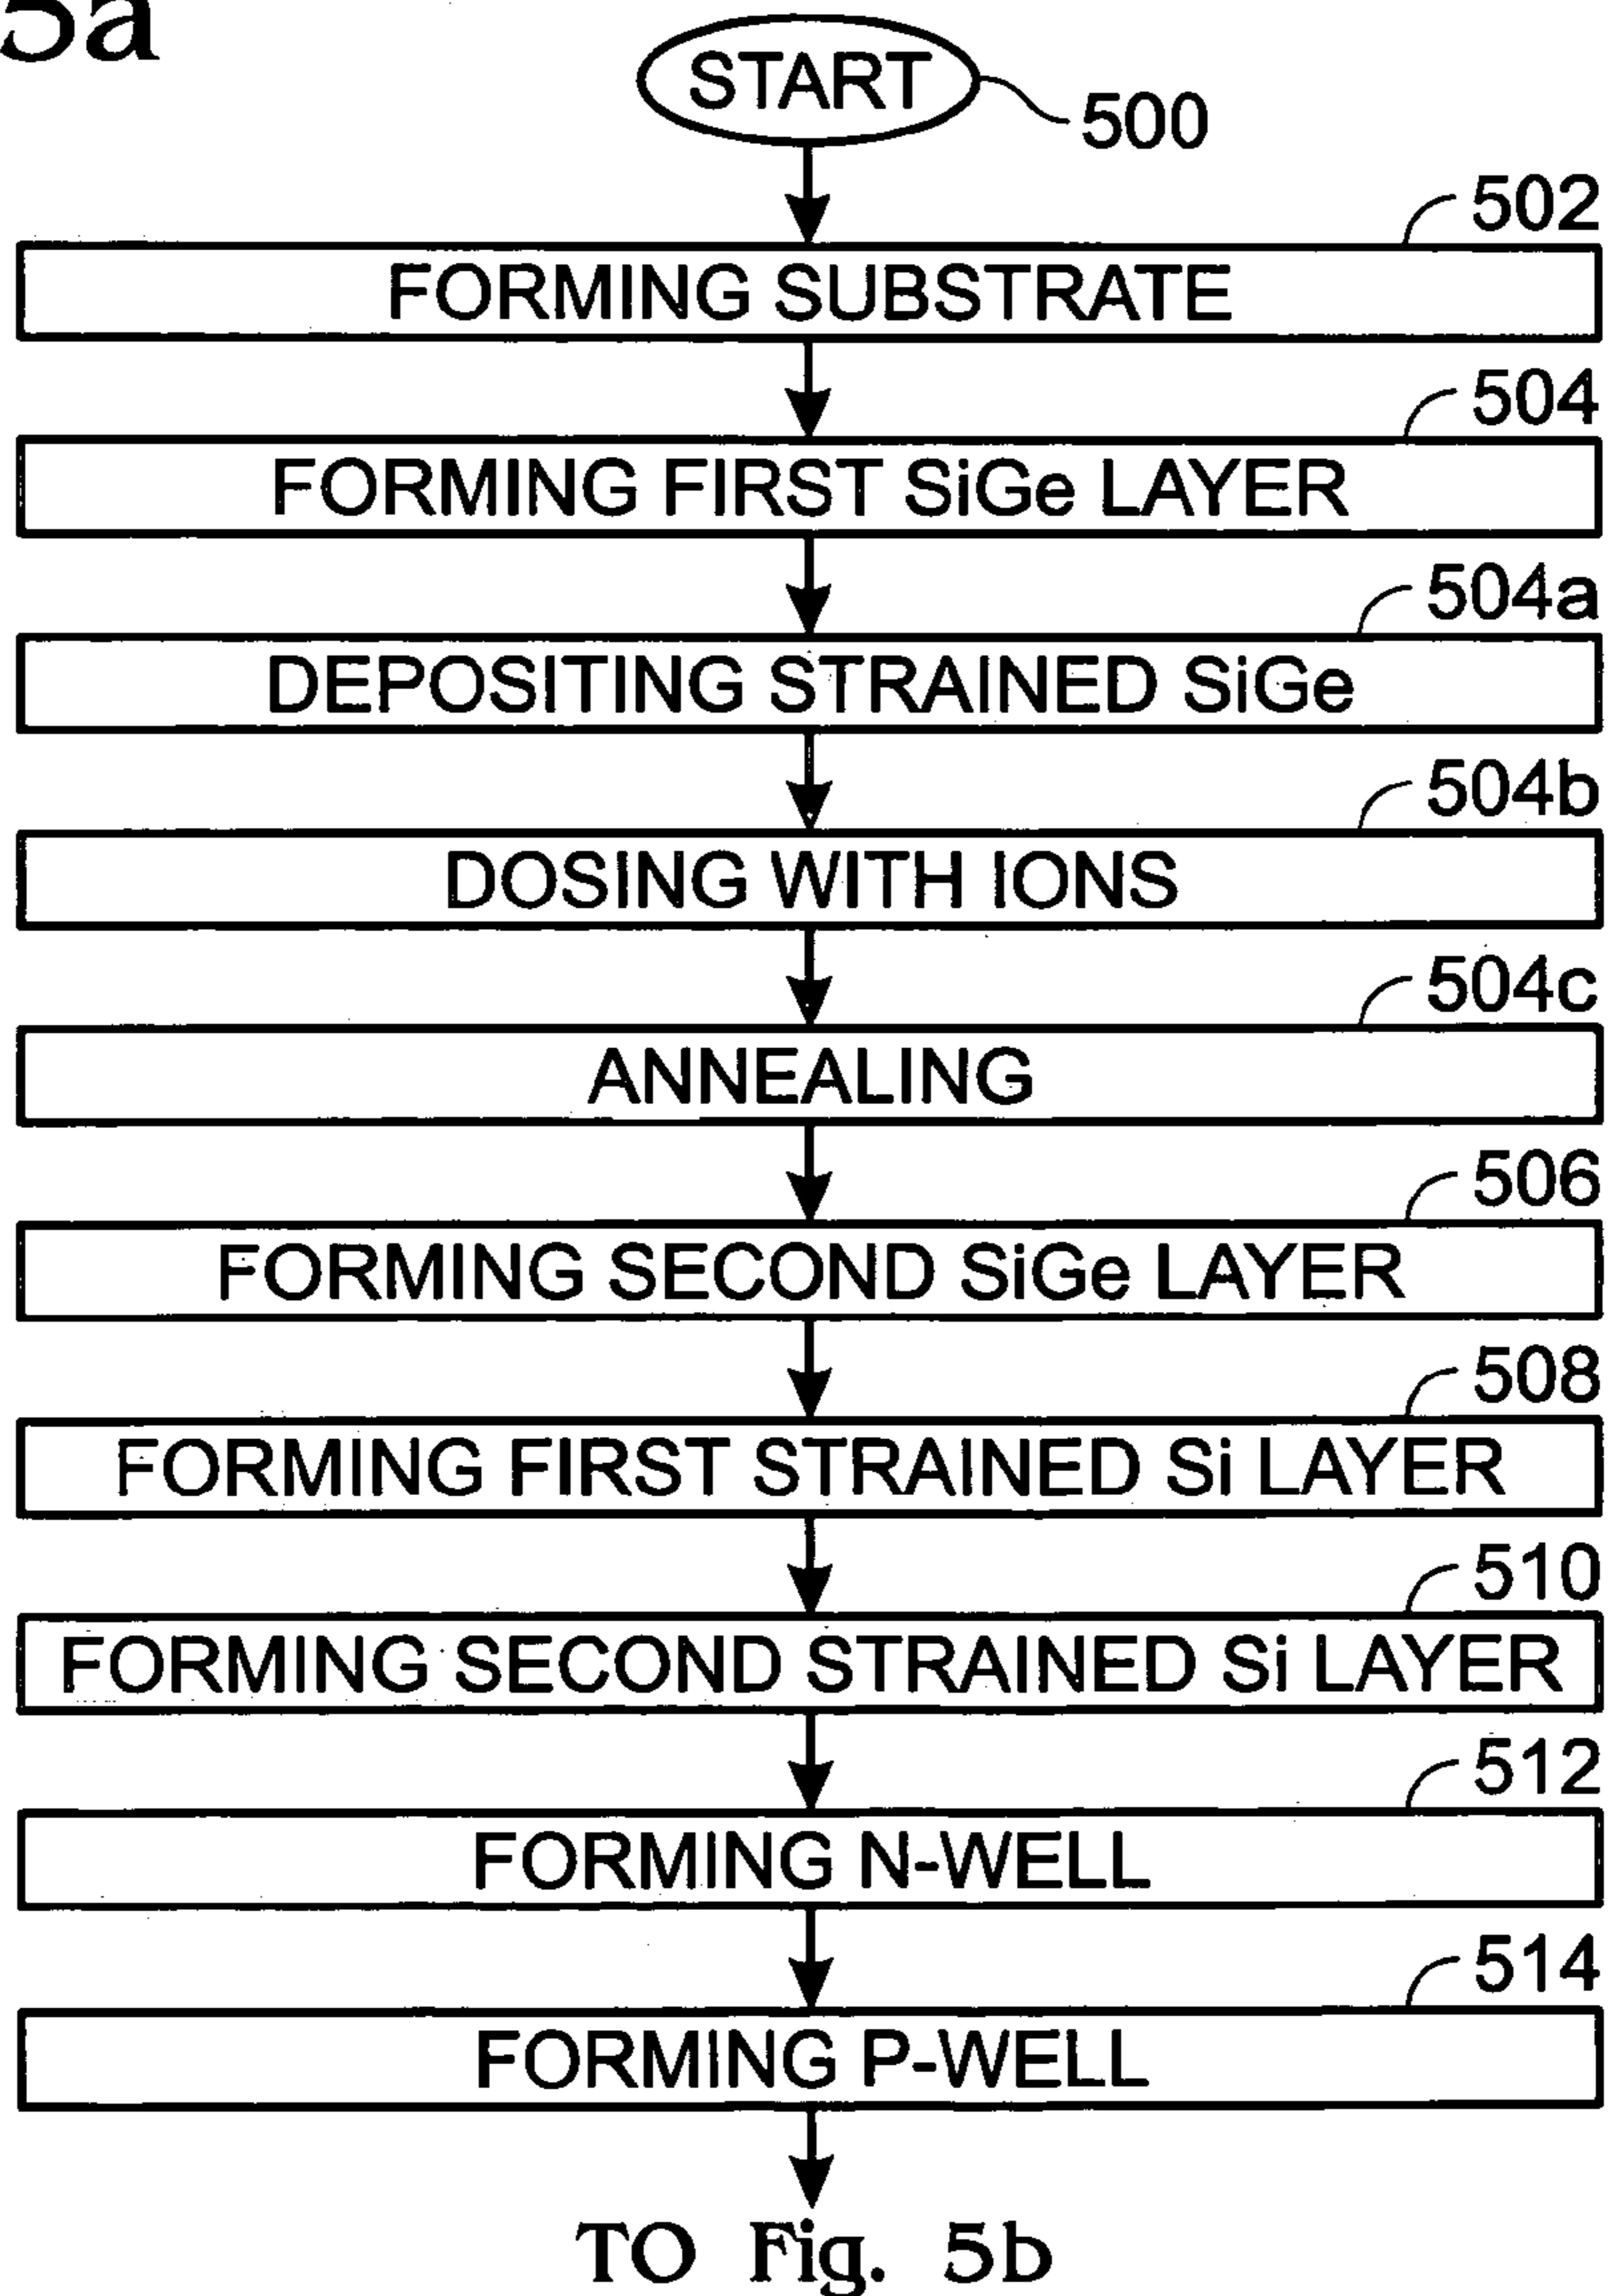 5a
START
500
502
FORMING SUBSTRATE
504
FORMING FIRST SiGe LAYER
504a
DEPOSITING STRAINED SiGe
504b
DOSING WITH IONS
504c
ANNEALING
506
FORMING SECOND SiGe LAYER
508
FORMING FIRST STRAINED Si LAYER
510
FORMING SECOND STRAINED Si LAYER
512
FORMING N-WELL
514
FORMING P-WELL
TO Fig. 5b